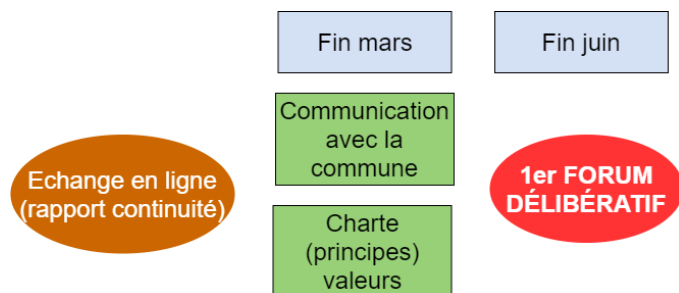 Fin mars
Fin juin
Communication
avec la
commune
Echange en ligne
(rapport continuité)
1er FORUM
DÉLIBÉRATIF
Charte
(principes)
valeurs